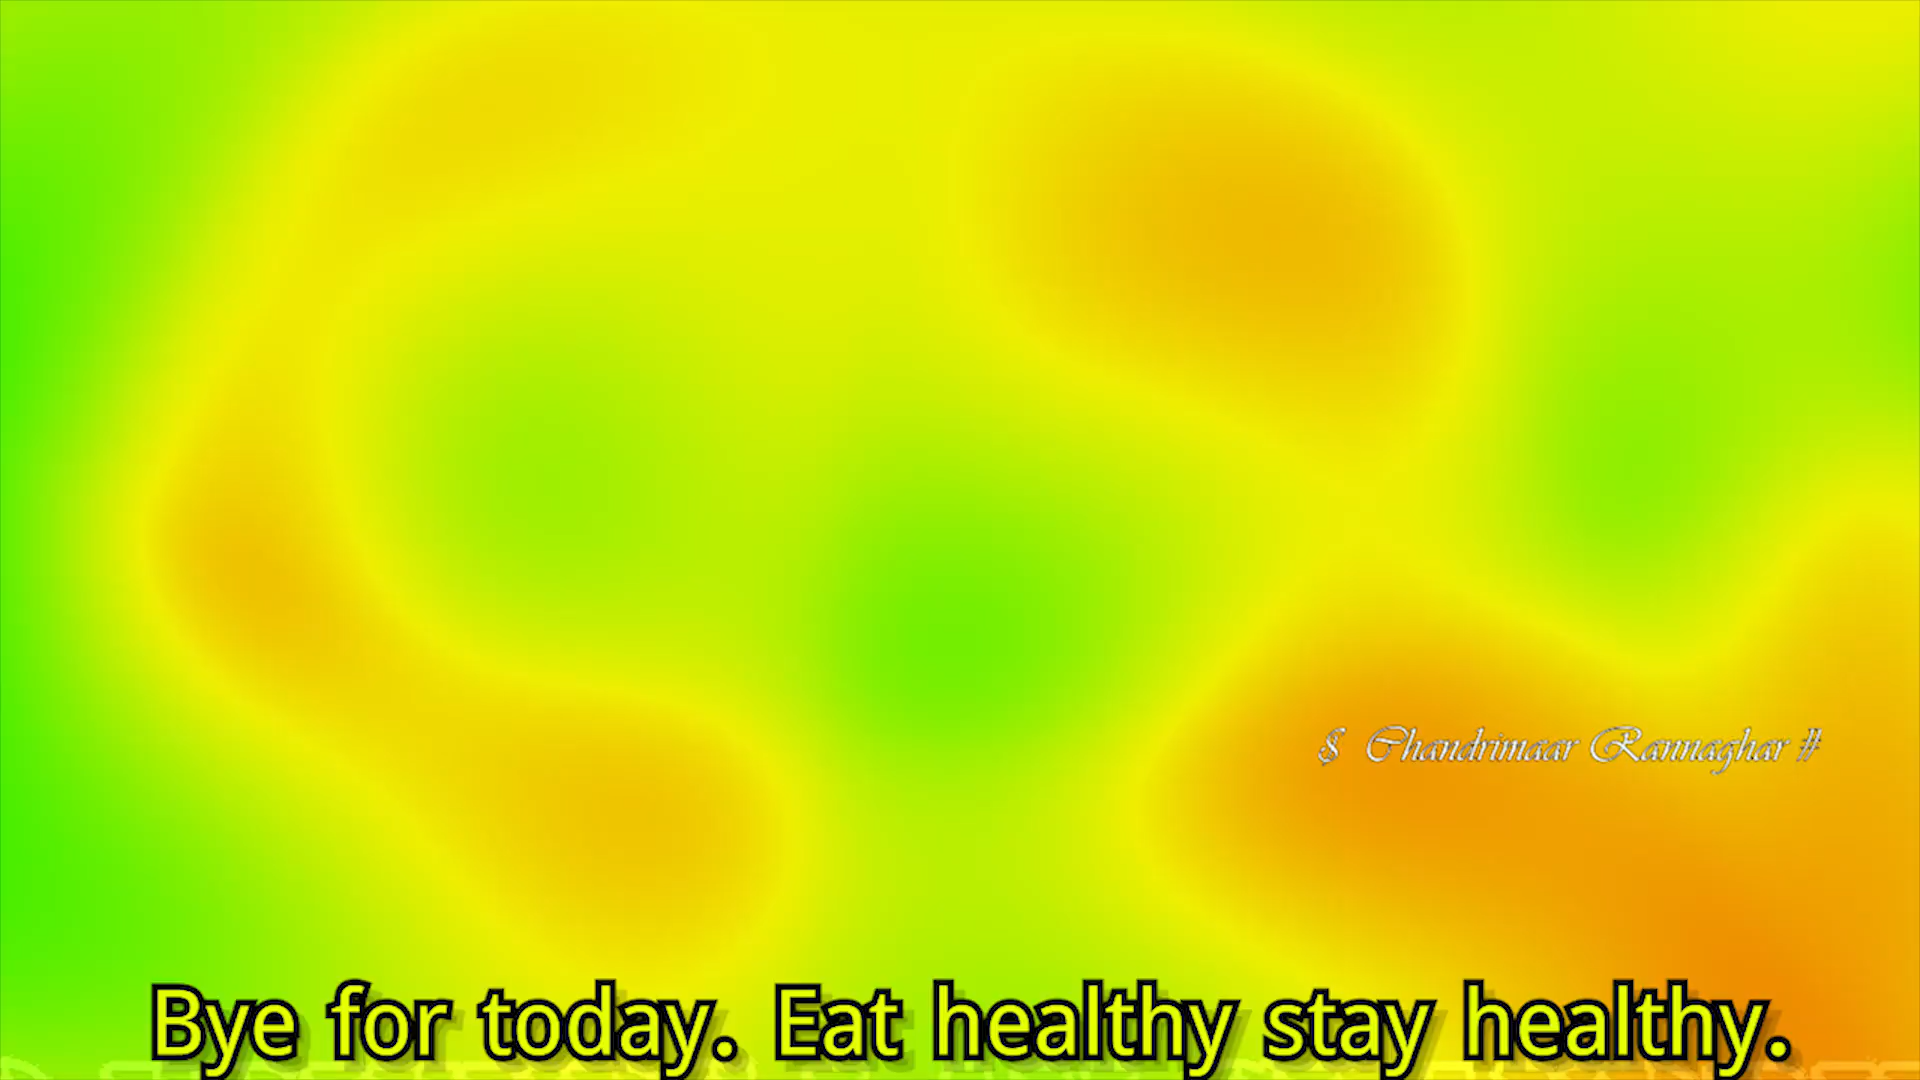 § Chandrimaar Rannaghar #
Bye for today. Eat healthy stay healthy.